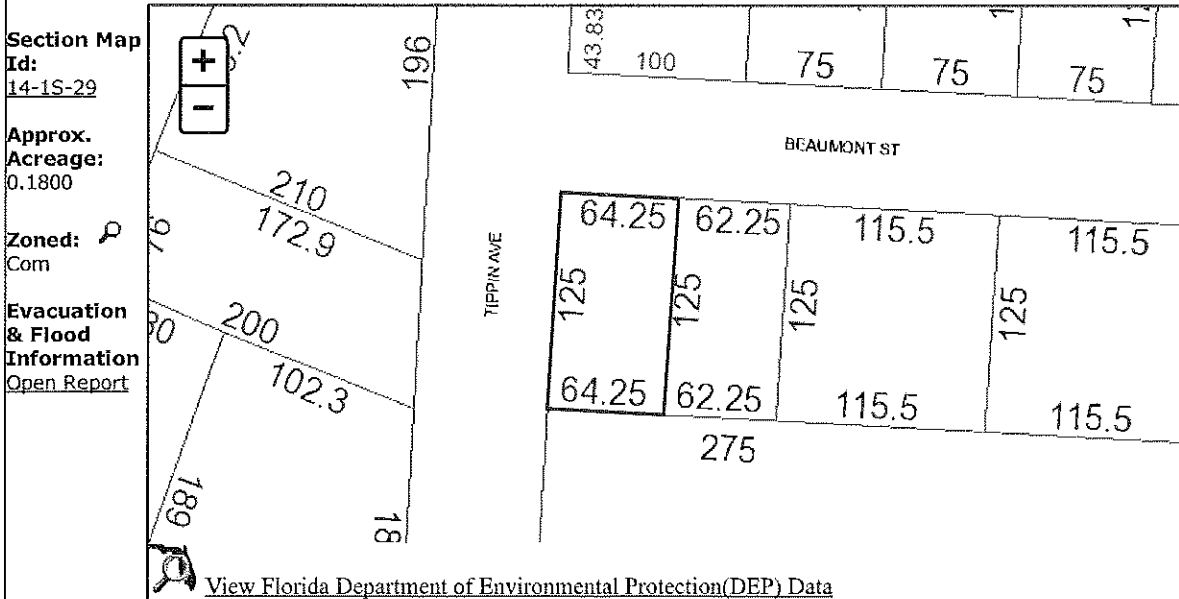 Section Map
Id:
14-1S-29
Approx.
Acreage:
0.1800
Zoned:
Com
Evacuation
& Flood
Information
Open Report
+
−
196
43.83
100
75
75
75
BEAUMONT ST
210
172.9
TIPPIN AVE
64.25
62.25
115.5
115.5
125
125
125
125
200
102.3
64.25
62.25
115.5
115.5
275
189
18
View Florida Department of Environmental Protection(DEP) Data